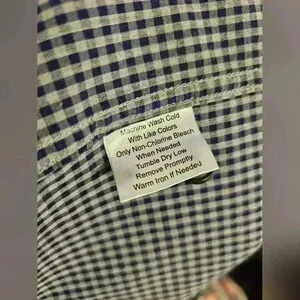 Machine Wash Cold
With Like Colors
Only Non-Chlorine Bleach
When Needed
Tumble Dry Low
Remove Promptly
Warm Iron If Needed